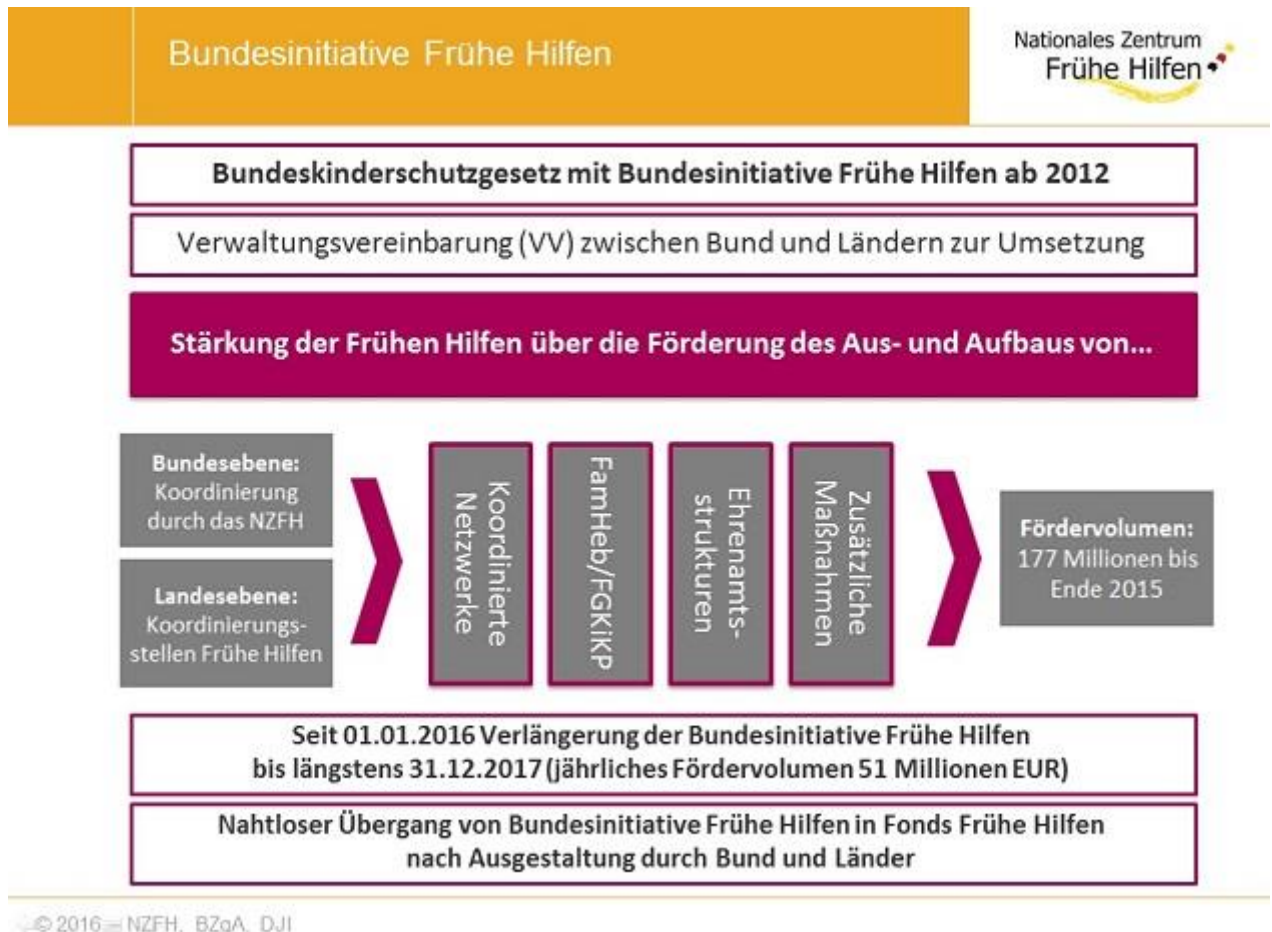 Bundesinitiative Frühe Hilfen
Nationales Zentrum
Frühe Hilfen
Bundeskinderschutzgesetz mit Bundesinitiative Frühe Hilfen ab 2012
Verwaltungsvereinbarung (VV) zwischen Bund und Ländern zur Umsetzung
Stärkung der Frühen Hilfen über die Förderung des Aus- und Aufbaus von...
Bundesebene:
Koordinierung
durch das NZFH
Landesebene:
Koordinierungs-
stellen Frühe Hilfen
Koordinierte
Netzwerke
FamHeb/FGKiKP
Ehrenamts-
strukturen
Zusätzliche
Maßnahmen
Fördervolumen:
177 Millionen bis
Ende 2015
Seit 01.01.2016 Verlängerung der Bundesinitiative Frühe Hilfen
bis längstens 31.12.2017 (jährliches Fördervolumen 51 Millionen EUR)
Nahtloser Übergang von Bundesinitiative Frühe Hilfen in Fonds Frühe Hilfen
nach Ausgestaltung durch Bund und Länder
© 2016 – NZFH, BZgA, DJI